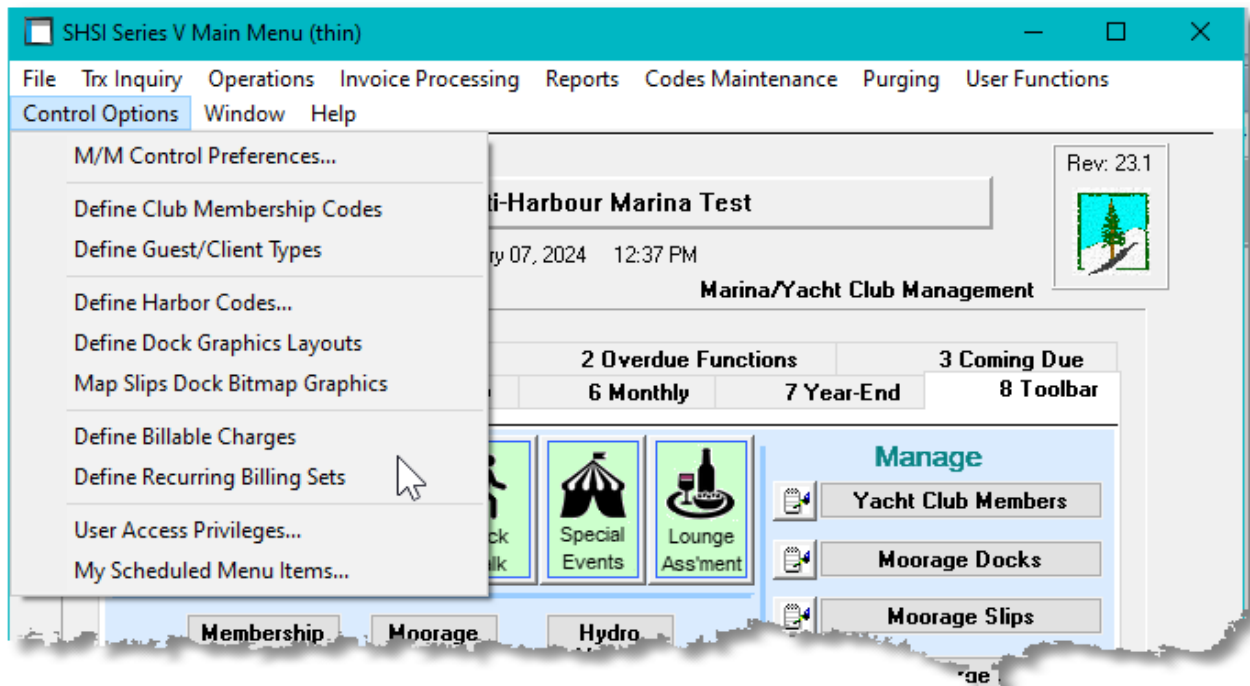 SHSI Series V Main Menu (thin)
File Trx Inquiry Operations Invoice Processing Reports Codes Maintenance Purging User Functions
Control Options Window Help
M/M Control Preferences...
Define Club Membership Codes
Define Guest/Client Types
Define Harbor Codes...
Define Dock Graphics Layouts
Map Slips Dock Bitmap Graphics
Define Billable Charges
Define Recurring Billing Sets
User Access Privileges...
My Scheduled Menu Items...
Rev: 23.1
ti-Harbour Marina Test
ry 07, 2024 12:37 PM
Marina/Yacht Club Management
2 Overdue Functions 3 Coming Due
6 Monthly 7 Year-End 8 Toolbar
Special Events
Lounge Ass'ment
Manage
Yacht Club Members
Moorage Docks
Moorage Slips
Membership Moorage Hydro